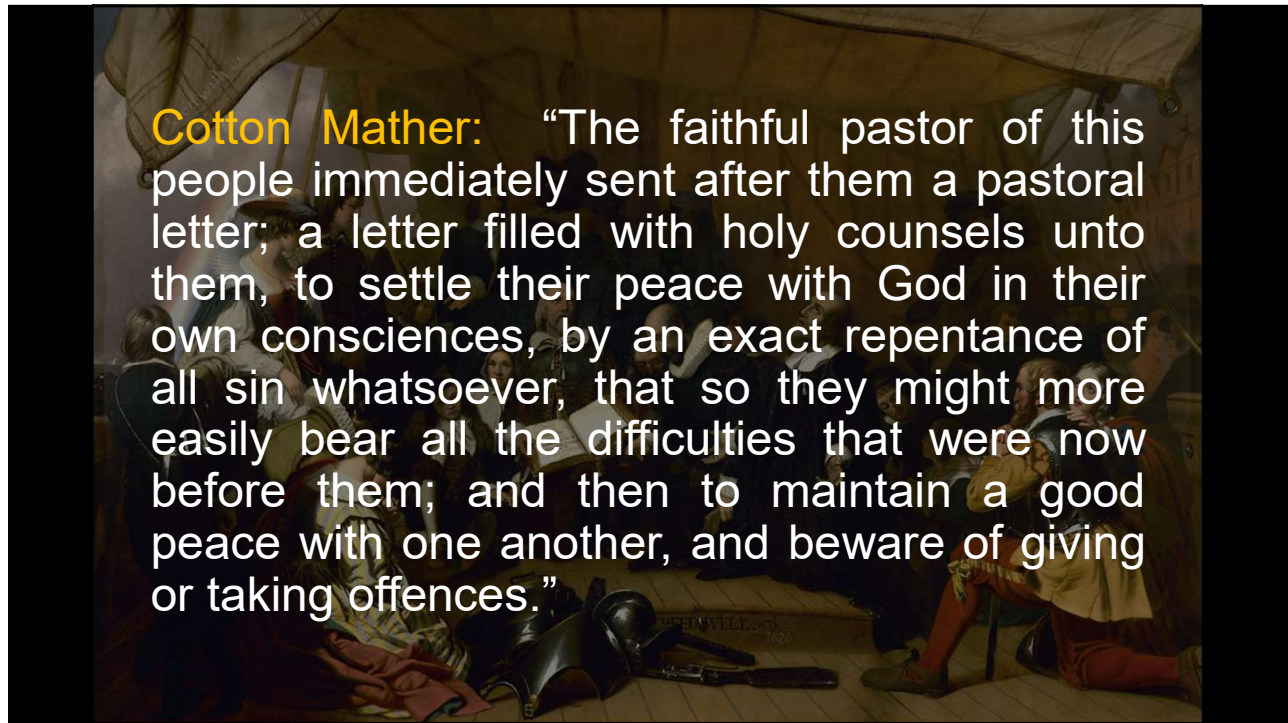 Cotton Mather: “The faithful pastor of this
people immediately sent after them a pastoral
letter; a letter filled with holy counsels unto
them, to settle their peace with God in their
own consciences, by an exact repentance of
all sin whatsoever, that so they might more
easily bear all the difficulties that were now
before them; and then to maintain a good
peace with one another, and beware of giving
or taking offences.”